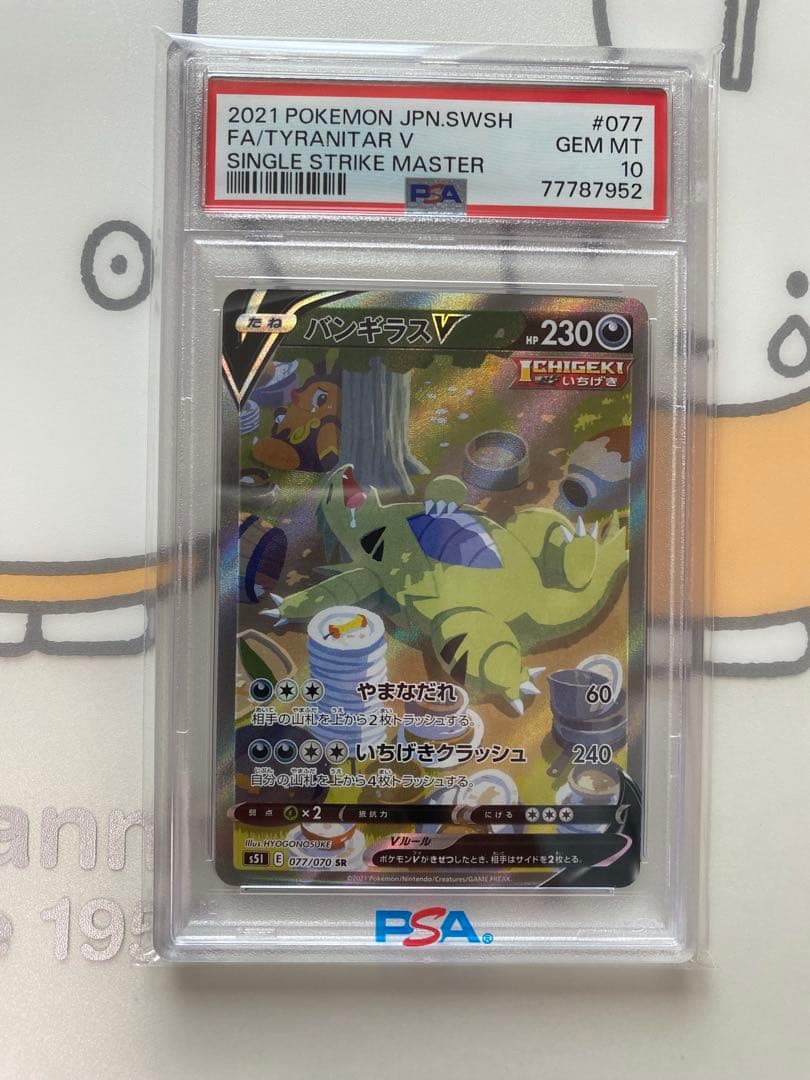 2021 POKEMON JPN.SWSH #077
FA/TYRANITAR V GEM MT
SINGLE STRIKE MASTER 10
PSA 77787952
たね バンギラスV HP 230
ICHIGEKI
いちげき
やまなだれ 60
相手の山札を上から2枚トラッシュする。
いちげきクラッシュ 240
自分の山札を上から4枚トラッシュする。
弱点 ×2 抵抗力 にげる
Illus. HYOGONOSUKE
Vルール
s5I E 077/070 SR
ポケモンVがきぜつしたとき、相手はサイドを2枚とる。
©2021 Pokémon/Nintendo/Creatures/GAME FREAK.
PSA®
ann
e 195